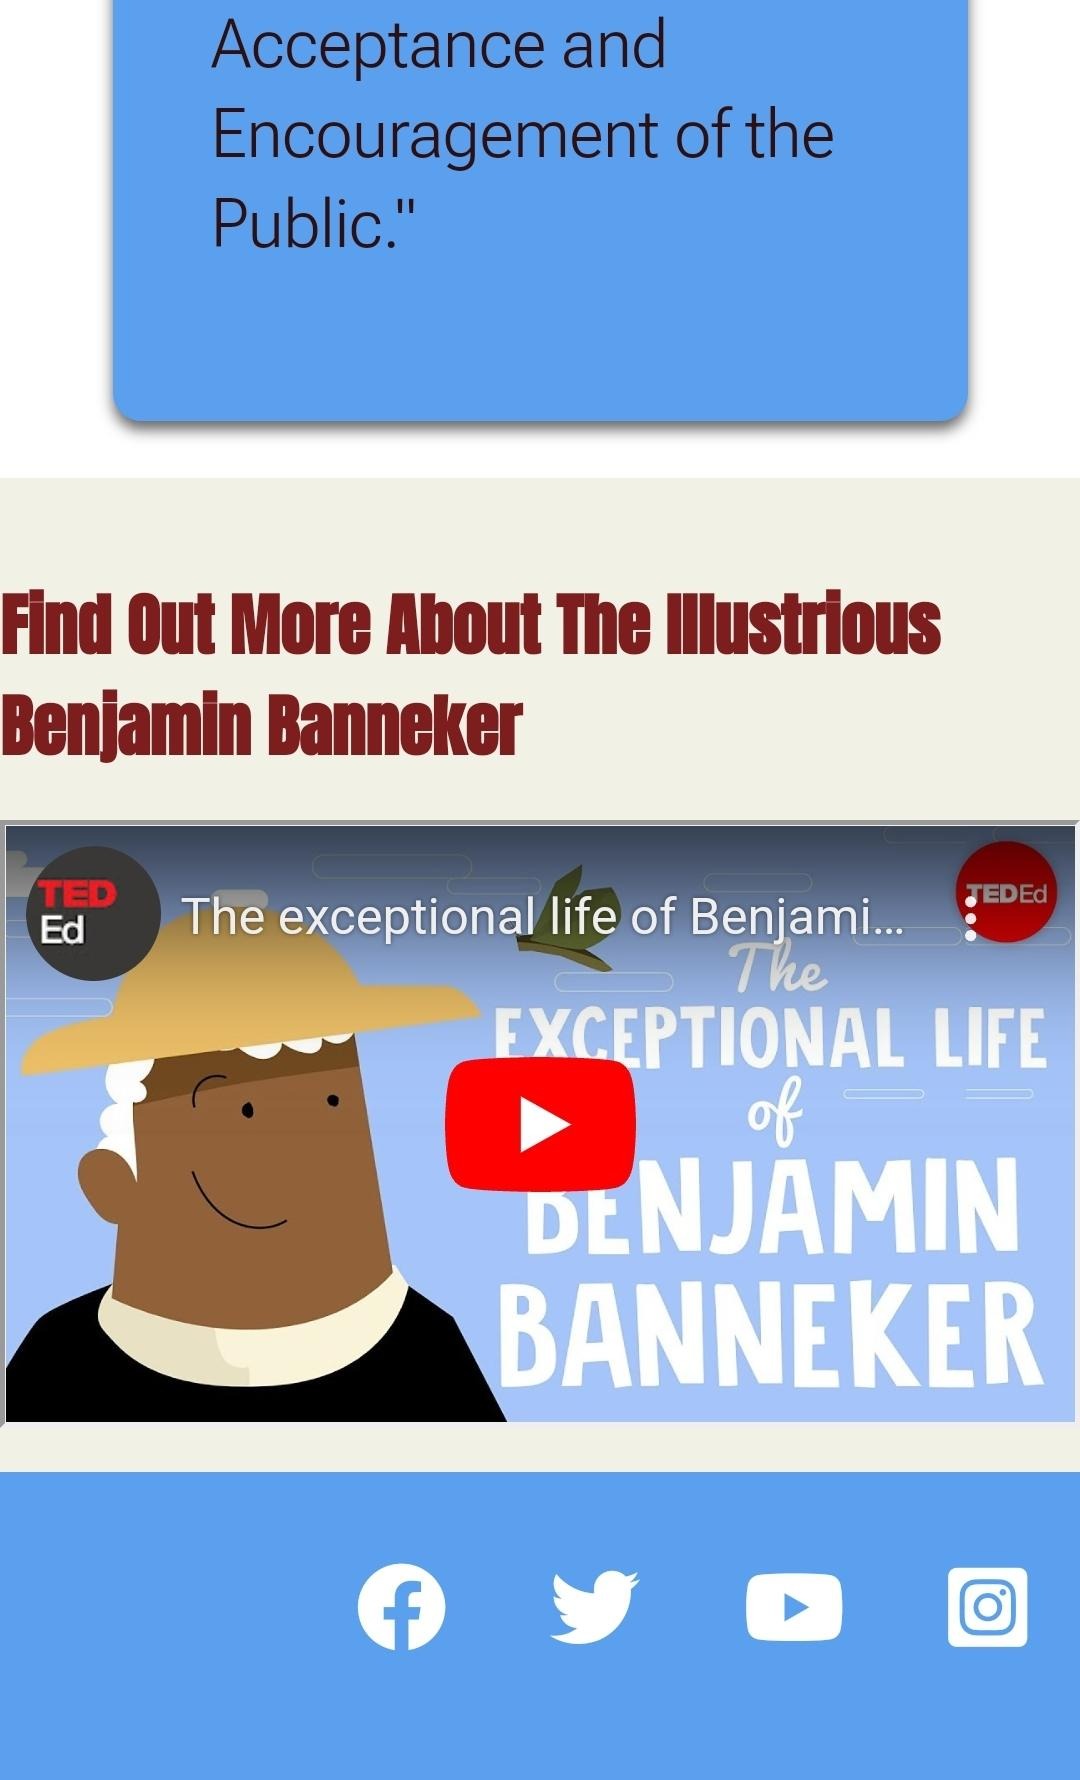 Acceptance and
Encouragement of the
Public."
Find Out More About The Illustrious
Benjamin Banneker
TED
Ed
The exceptional life of Benjami...
TEDEd
The
EXCEPTIONAL LIFE
of
BENJAMIN
BANNEKER